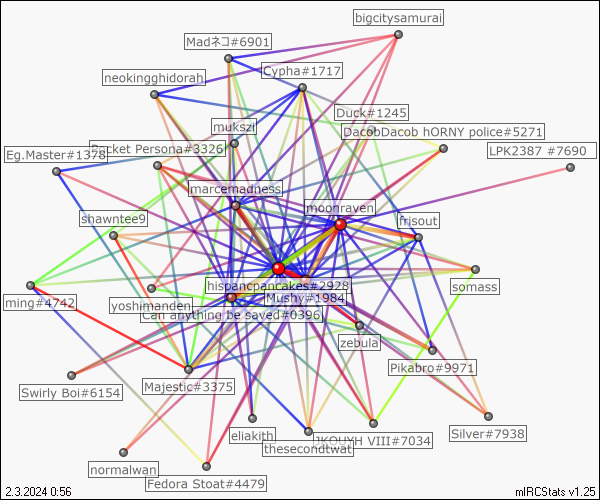 bigcitysamurai
Madネコ#6901
Cypha#1717
neokingghidorah
Duck#1245
mukszi
DacobDacob hORNY police#5271
Pocket Persona#3326
Eg.Master#1378
LPK2387 #7690
marcemadness
moonraven
shawntee9
frisout
hispancpancakes#2928
somass
Mushy#1984
ming#4742
yoshimanden
Can anything be saved#0396
zebula
Pikabro#9971
Swirly Boi#6154
Majestic#3375
eliakith
JKOUYH VIII#7034
Silver#7938
thesecondtwat
normalwan
Fedora Stoat#4479
2.3.2024 0:56
mIRCStats v1.25